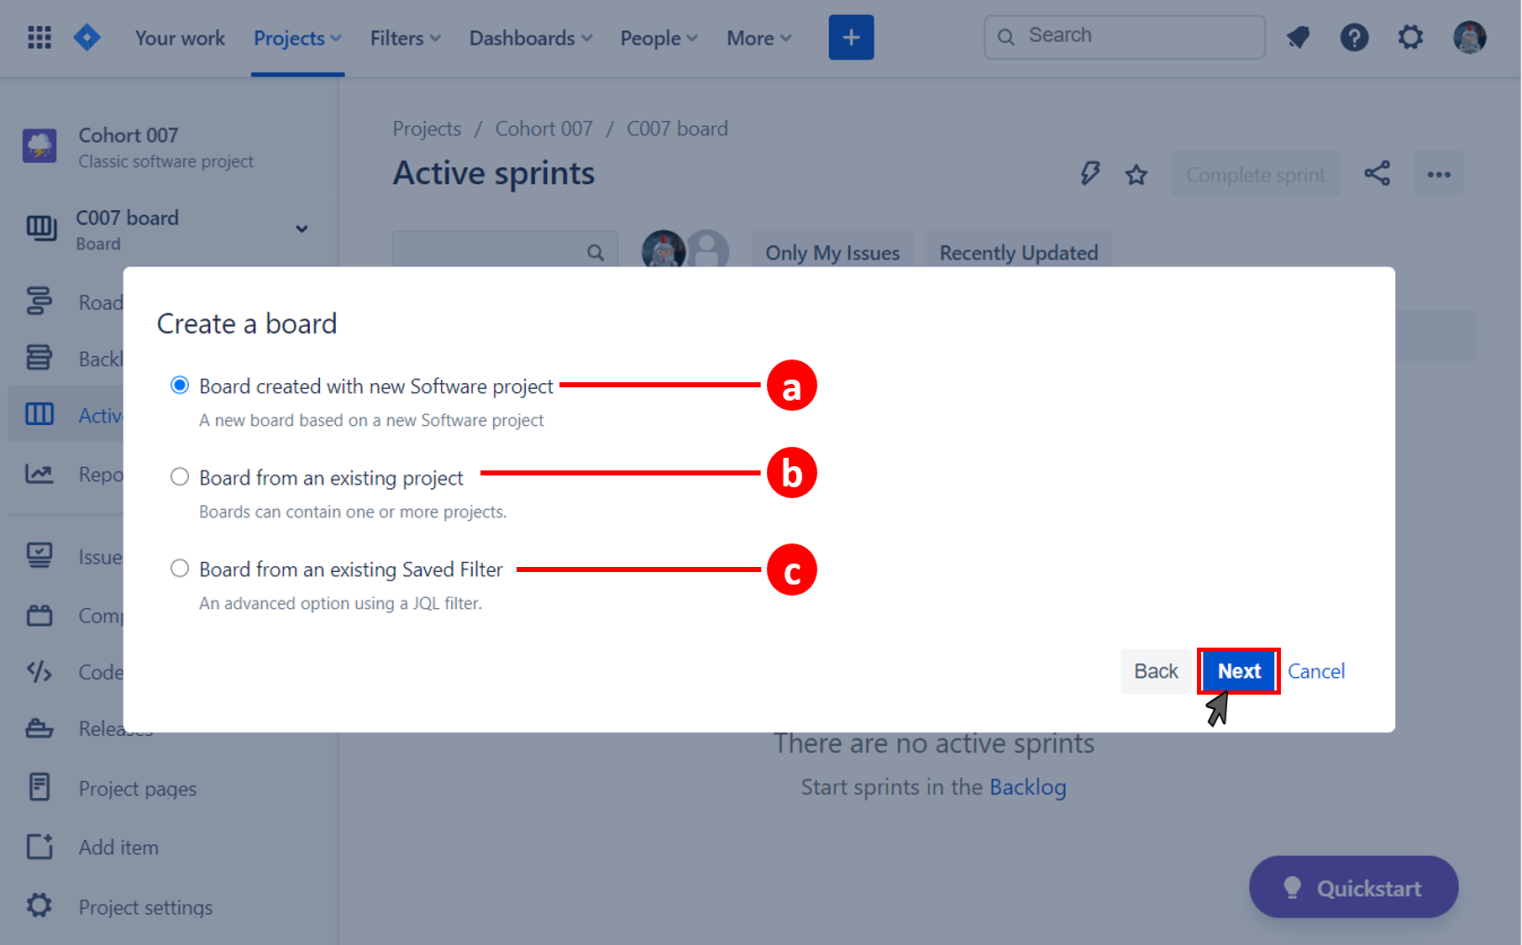 Your work
Projects
Filters
Dashboards
People
More
+
Search
Cohort 007
Classic software project
C007 board
Board
Projects / Cohort 007 / C007 board
Active sprints
Complete sprint
Only My Issues
Recently Updated
Road
Backl
Activ
Repo
Issue
Comp
Code
Releases
Project pages
Add item
Project settings
Create a board
Board created with new Software project
a
A new board based on a new Software project
Board from an existing project
b
Boards can contain one or more projects.
Board from an existing Saved Filter
c
An advanced option using a JQL filter.
Back
Next
Cancel
There are no active sprints
Start sprints in the Backlog
Quickstart